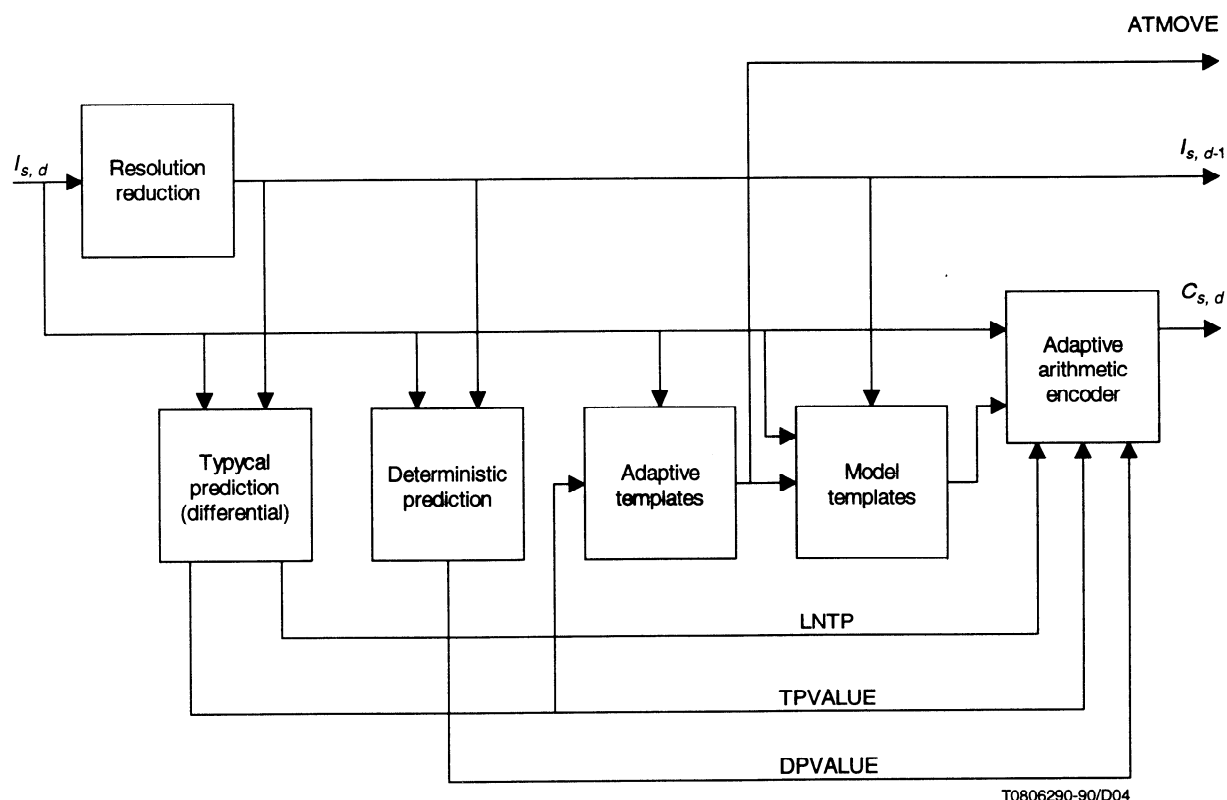 ATMOVE
I s, d
Resolution
reduction
I s, d-1
C s, d
Adaptive
arithmetic
encoder
Typycal
prediction
(differential)
Deterministic
prediction
Adaptive
templates
Model
templates
LNTP
TPVALUE
DPVALUE
T0806290-90/D04